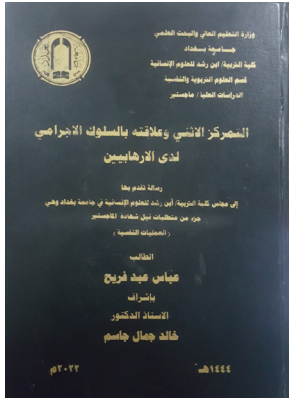 وزارة التعليم العالي والبحث العلمي
جامعة بغداد
كلية التربية/ ابن رشد للعلوم الإنسانية
قسم العلوم التربوية والنفسية
الدراسات العليا/ ماجستير
التمركز الاثني وعلاقته بالسلوك الاجرامي
لدى الارهابيين
رسالة تقدم بها
إلى مجلس كلية التربية/ ابن رشد للعلوم الإنسانية في جامعة بغداد وهي
جزء من متطلبات نيل شهادة الماجستير
(العمليات النفسية)
الطالب
عباس عبد فريح
بإشراف
الاستاذ الدكتور
خالد جمال جاسم
١٤٤٤هـ ٢٠٢٢م